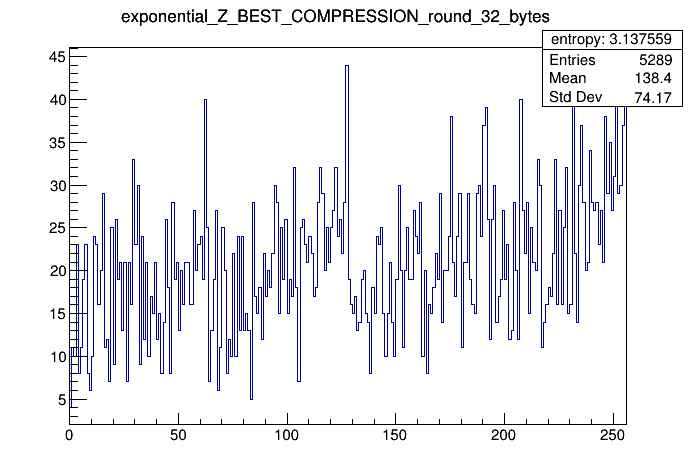 exponential_Z_BEST_COMPRESSION_round_32_bytes
entropy: 3.137559
Entries 5289
Mean 138.4
Std Dev 74.17
45
40
35
30
25
20
15
10
5
0 50 100 150 200 250